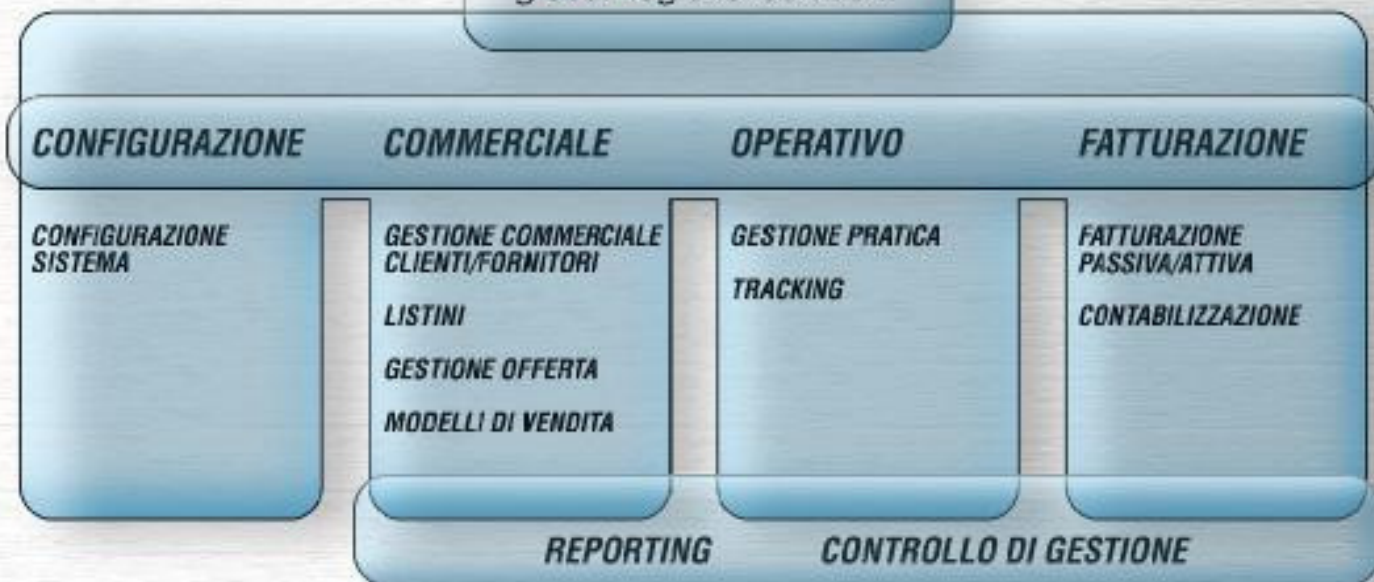 CONFIGURAZIONE
COMMERCIALE
OPERATIVO
FATTURAZIONE
CONFIGURAZIONE
SISTEMA
GESTIONE COMMERCIALE
CLIENTI/FORNITORI
LISTINI
GESTIONE OFFERTA
MODELLI DI VENDITA
GESTIONE PRATICA
TRACKING
FATTURAZIONE
PASSIVA/ATTIVA
CONTABILIZZAZIONE
REPORTING
CONTROLLO DI GESTIONE